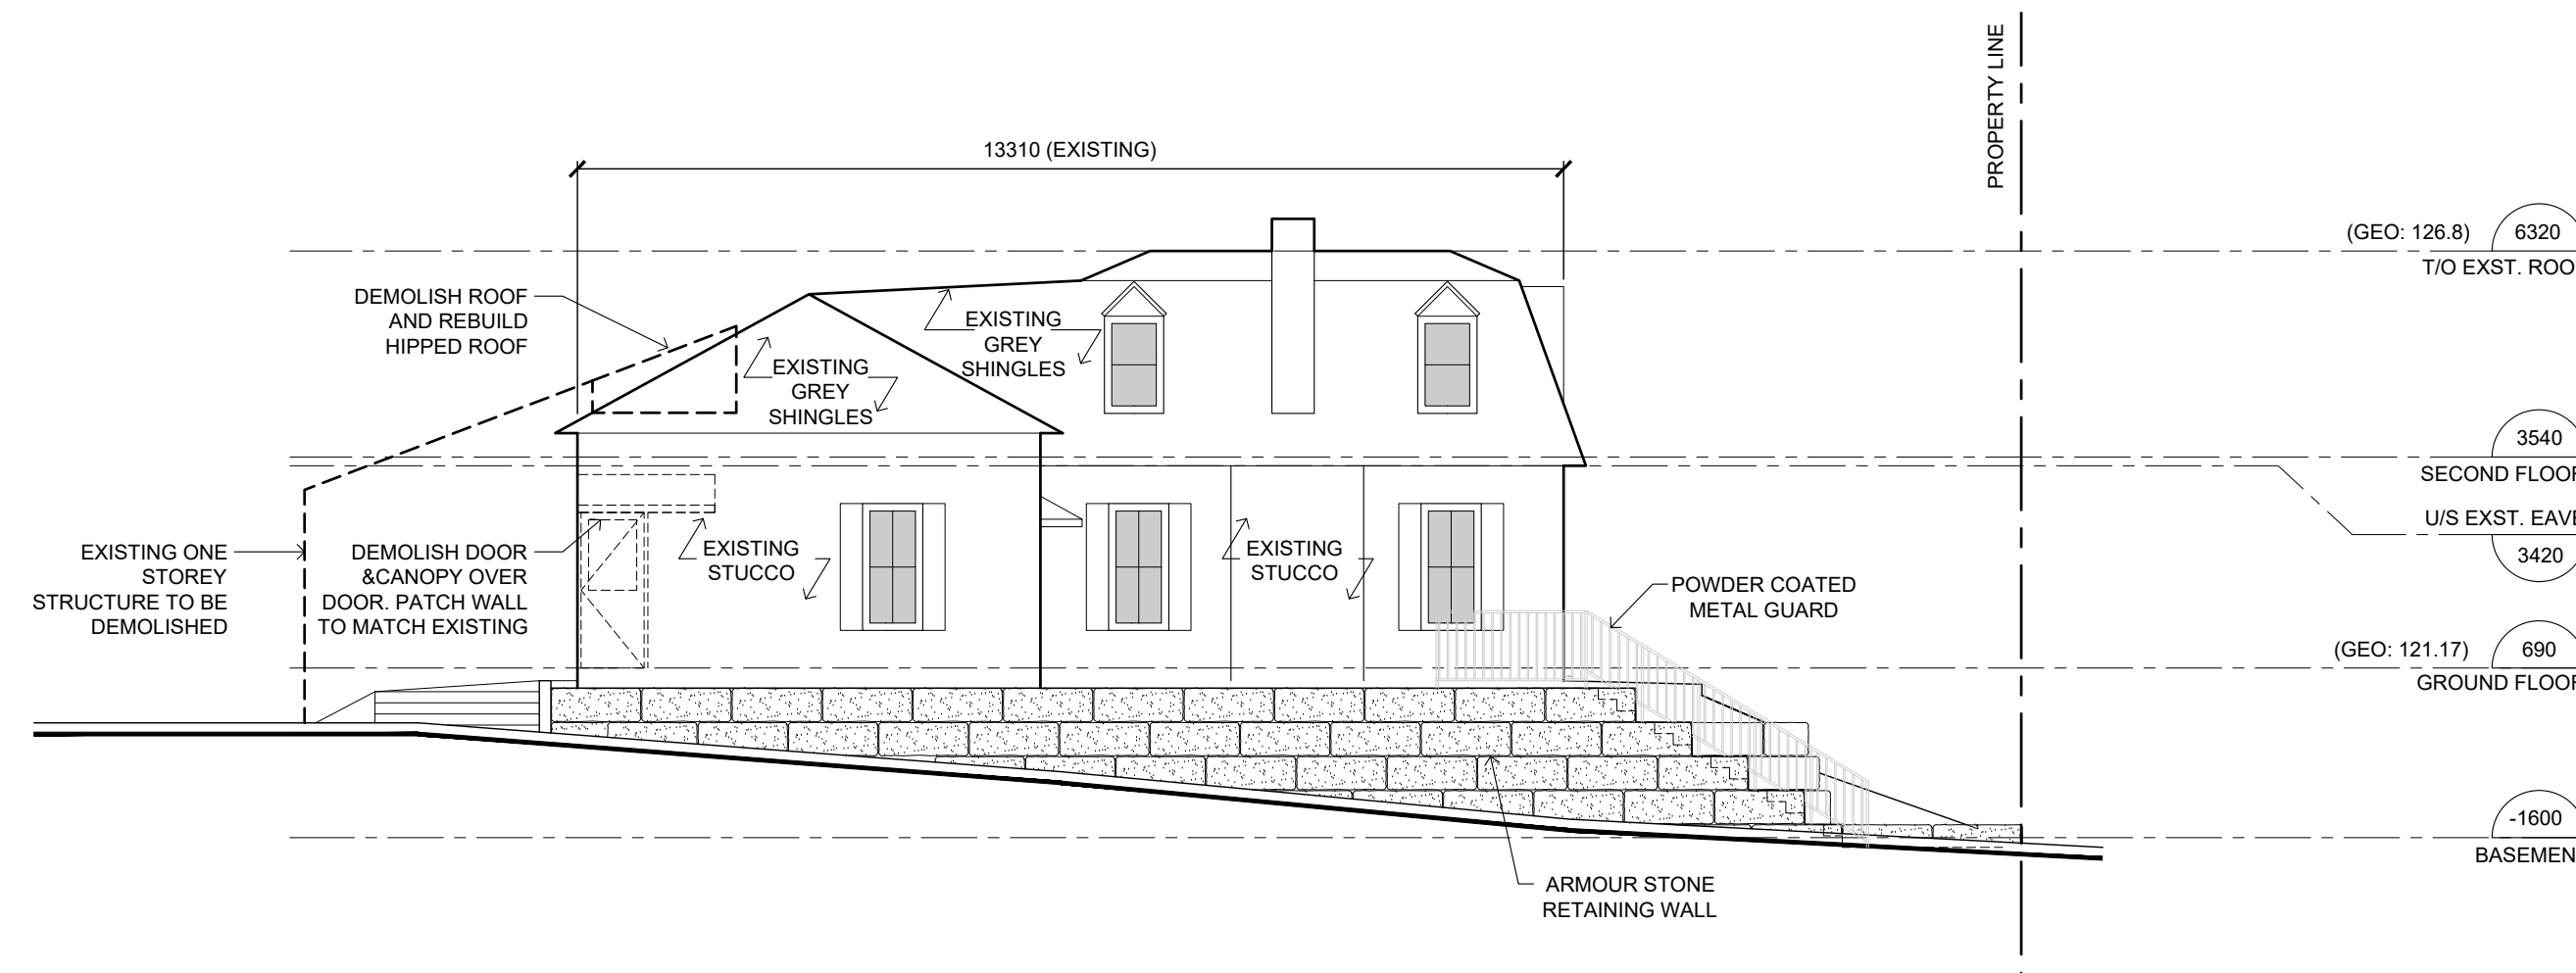 PROPERTY LINE
13310 (EXISTING)
(GEO: 126.8)
6320
T/O EXST. ROO
DEMOLISH ROOF
AND REBUILD
HIPPED ROOF
EXISTING
GREY
SHINGLES
EXISTING
GREY
SHINGLES
3540
SECOND FLOOR
U/S EXST. EAVE
3420
EXISTING ONE
STOREY
STRUCTURE TO BE
DEMOLISHED
DEMOLISH DOOR
&CANOPY OVER
DOOR. PATCH WALL
TO MATCH EXISTING
EXISTING
STUCCO
EXISTING
STUCCO
POWDER COATED
METAL GUARD
(GEO: 121.17)
690
GROUND FLOOR
-1600
BASEMEN
ARMOUR STONE
RETAINING WALL